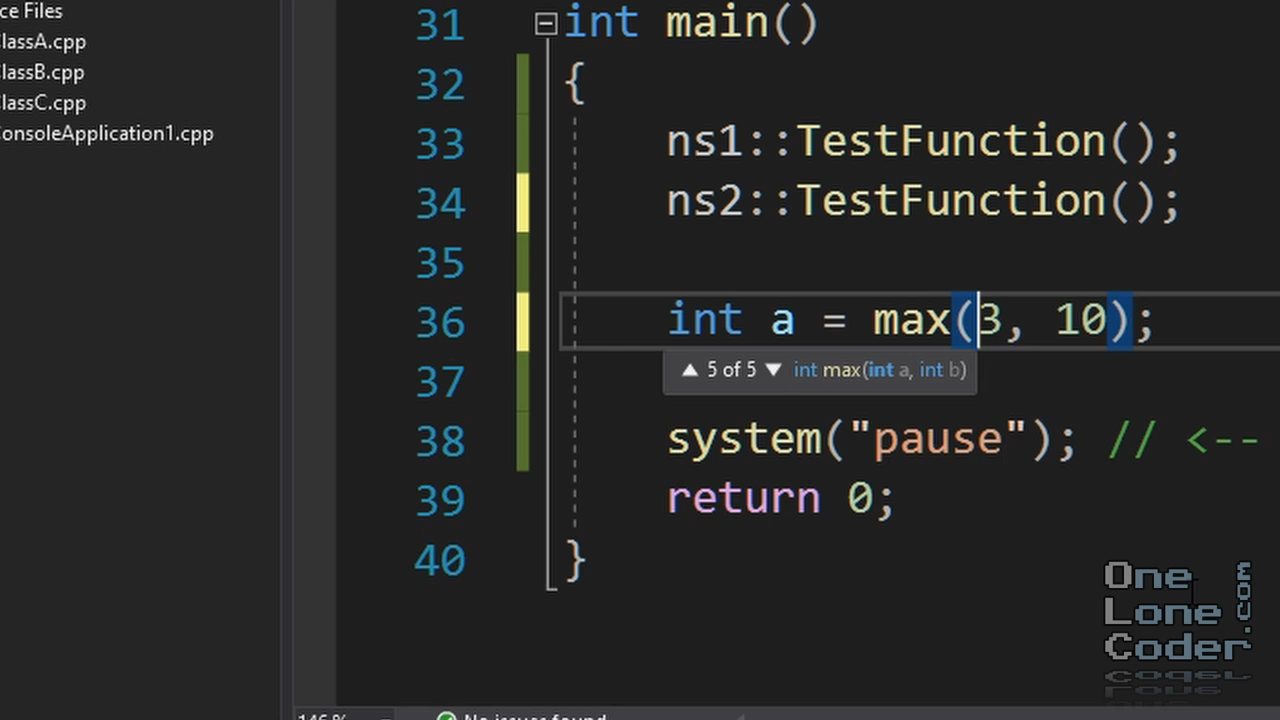 ce Files
lassA.cpp
lassB.cpp
lassC.cpp
onsoleApplication1.cpp
31 int main()
32 {
33 ns1::TestFunction();
34 ns2::TestFunction();
35
36 int a = max(3, 10);
▲ 5 of 5 ▼ int max(int a, int b)
37
38 system("pause"); // <--
39 return 0;
40 }
One
Lone
Coder
.com
146 %
No issues found